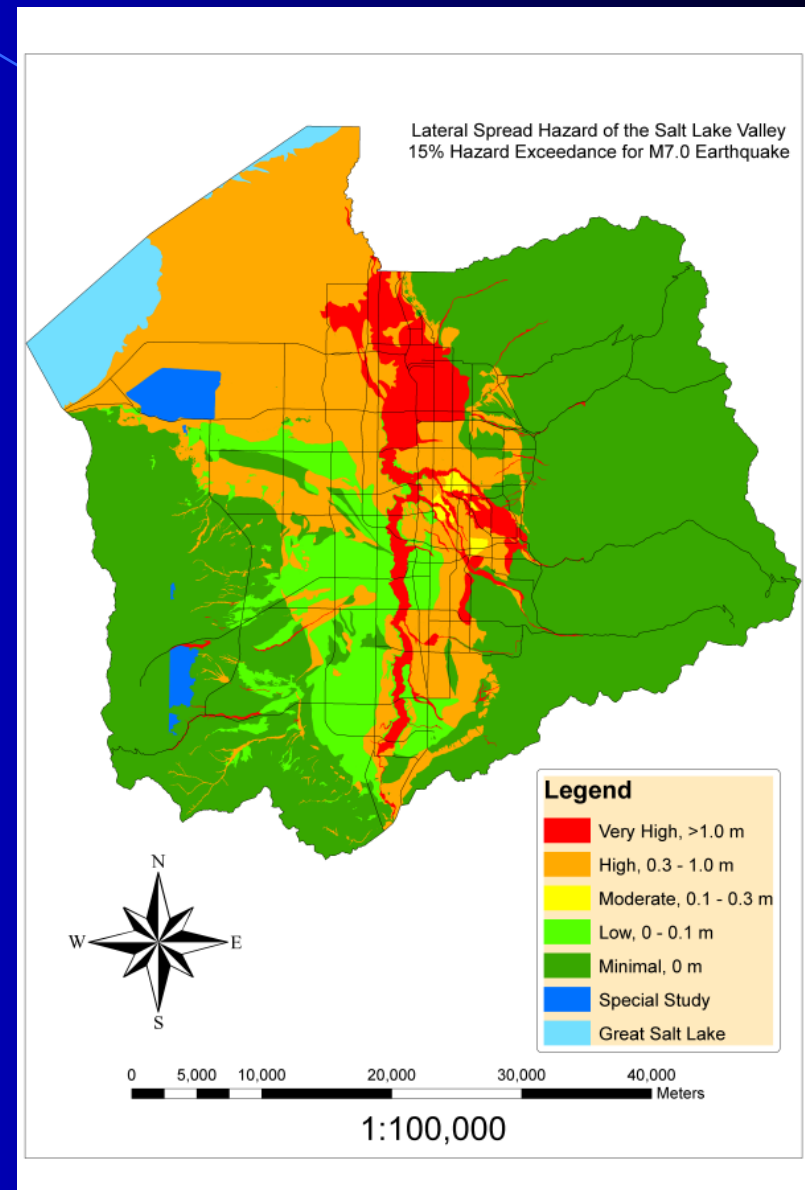 Lateral Spread Hazard of the Salt Lake Valley
15% Hazard Exceedance for M7.0 Earthquake
Legend
Very High, >1.0 m
High, 0.3 - 1.0 m
Moderate, 0.1 - 0.3 m
Low, 0 - 0.1 m
Minimal, 0 m
Special Study
Great Salt Lake
N
W E
S
0 5,000 10,000 20,000 30,000 40,000
Meters
1:100,000